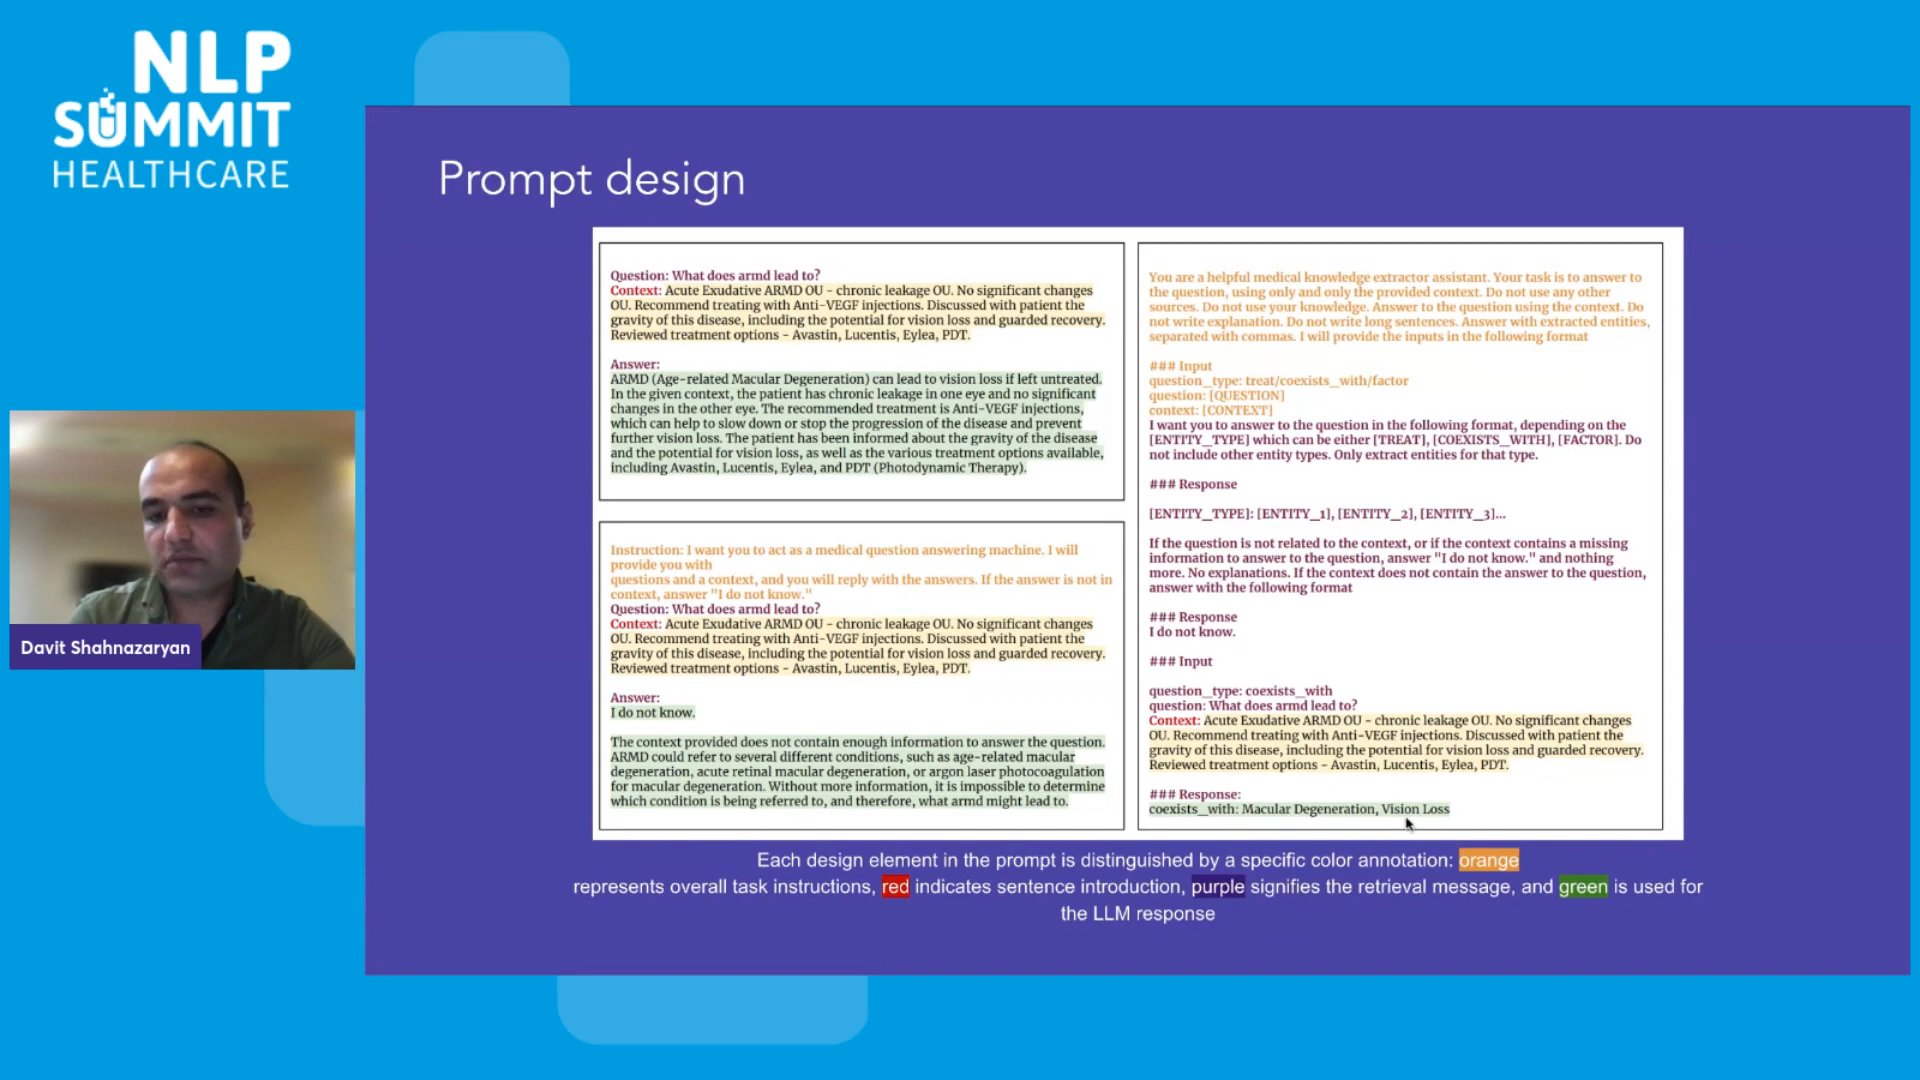 NLP
SUMMIT
HEALTHCARE
Prompt design
Question: What does armd lead to?
Context: Acute Exudative ARMD OU - chronic leakage OU. No significant changes
OU. Recommend treating with Anti-VEGF injections. Discussed with patient the
gravity of this disease, including the potential for vision loss and guarded recovery.
Reviewed treatment options - Avastin, Lucentis, Eylea, PDT.
Answer:
ARMD (Age-related Macular Degeneration) can lead to vision loss if left untreated.
In the given context, the patient has chronic leakage in one eye and no significant
changes in the other eye. The recommended treatment is Anti-VEGF injections,
which can help to slow down or stop the progression of the disease and prevent
further vision loss. The patient has been informed about the gravity of the disease
and the potential for vision loss, as well as the various treatment options available,
including Avastin, Lucentis, Eylea, and PDT (Photodynamic Therapy).
Instruction: I want you to act as a medical question answering machine. I will
provide you with
questions and a context, and you will reply with the answers. If the answer is not in
context, answer "I do not know."
Question: What does armd lead to?
Context: Acute Exudative ARMD OU - chronic leakage OU. No significant changes
OU. Recommend treating with Anti-VEGF injections. Discussed with patient the
gravity of this disease, including the potential for vision loss and guarded recovery.
Reviewed treatment options - Avastin, Lucentis, Eylea, PDT.
Answer:
I do not know.
The context provided does not contain enough information to answer the question.
ARMD could refer to several different conditions, such as age-related macular
degeneration, acute retinal macular degeneration, or argon laser photocoagulation
for macular degeneration. Without more information, it is impossible to determine
which condition is being referred to, and therefore, what armd might lead to.
You are a helpful medical knowledge extractor assistant. Your task is to answer to
the question, using only and only the provided context. Do not use any other
sources. Do not use your knowledge. Answer to the question using the context. Do
not write explanation. Do not write long sentences. Answer with extracted entities,
separated with commas. I will provide the inputs in the following format
### Input
question_type: treat/coexists_with/factor
question: [QUESTION]
context: [CONTEXT]
I want you to answer to the question in the following format, depending on the
[ENTITY_TYPE] which can be either [TREAT], [COEXISTS_WITH], [FACTOR]. Do
not include other entity types. Only extract entities for that type.
### Response
[ENTITY_TYPE]: [ENTITY_1], [ENTITY_2], [ENTITY_3]...
If the question is not related to the context, or if the context contains a missing
information to answer to the question, answer "I do not know." and nothing
more. No explanations. If the context does not contain the answer to the question,
answer with the following format
### Response
I do not know.
### Input
question_type: coexists_with
question: What does armd lead to?
Context: Acute Exudative ARMD OU - chronic leakage OU. No significant changes
OU. Recommend treating with Anti-VEGF injections. Discussed with patient the
gravity of this disease, including the potential for vision loss and guarded recovery.
Reviewed treatment options - Avastin, Lucentis, Eylea, PDT.
### Response:
coexists_with: Macular Degeneration, Vision Loss
Each design element in the prompt is distinguished by a specific color annotation: orange
represents overall task instructions, red indicates sentence introduction, purple signifies the retrieval message, and green is used for
the LLM response
Davit Shahnazaryan